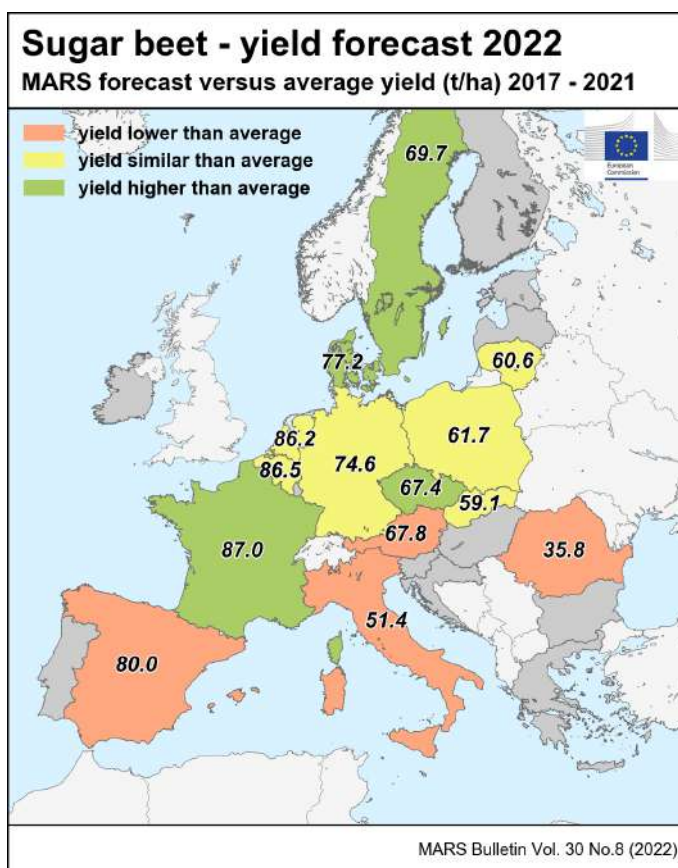 Sugar beet - yield forecast 2022
MARS forecast versus average yield (t/ha) 2017 - 2021
yield lower than average
yield similar than average
yield higher than average
European
Commission
69.7
77.2
60.6
86.2
61.7
86.5
74.6
67.4
59.1
67.8
87.0
35.8
51.4
80.0
MARS Bulletin Vol. 30 No.8 (2022)